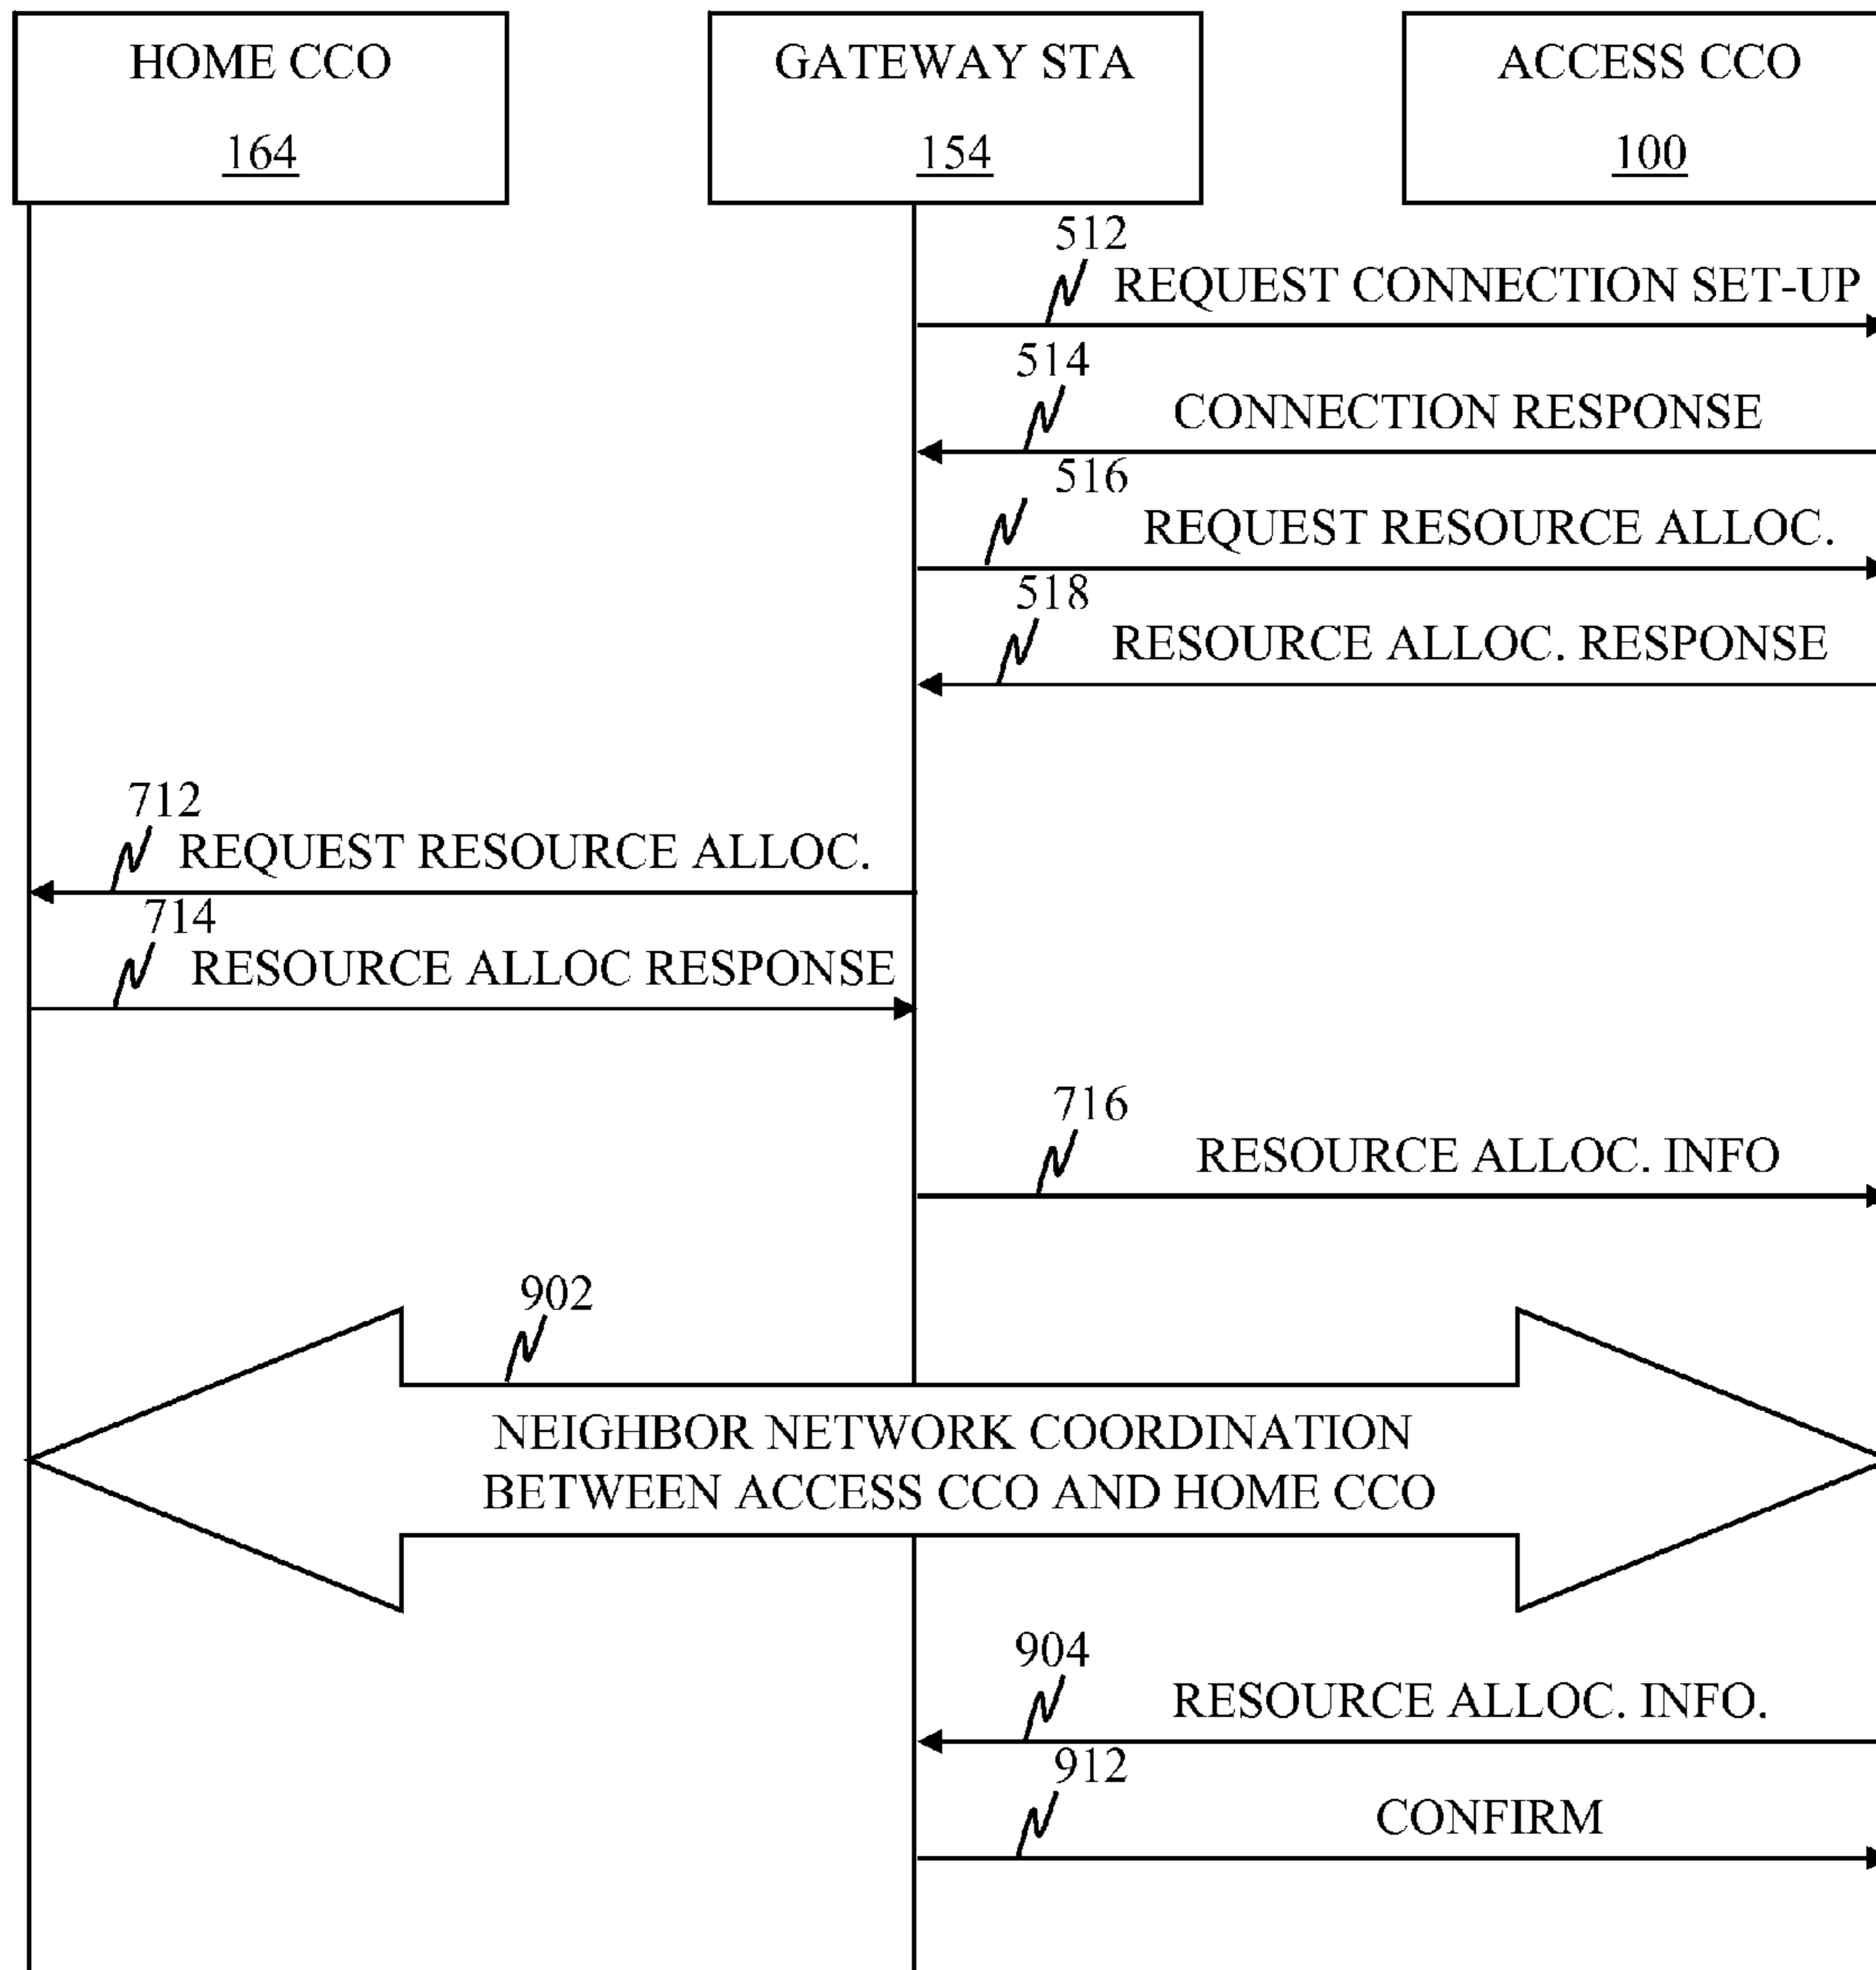 HOME CCO
164
GATEWAY STA
154
ACCESS CCO
100
512
REQUEST CONNECTION SET-UP
514
CONNECTION RESPONSE
516
REQUEST RESOURCE ALLOC.
518
RESOURCE ALLOC. RESPONSE
712
REQUEST RESOURCE ALLOC.
714
RESOURCE ALLOC RESPONSE
716
RESOURCE ALLOC. INFO
902
NEIGHBOR NETWORK COORDINATION
BETWEEN ACCESS CCO AND HOME CCO
904
RESOURCE ALLOC. INFO.
912
CONFIRM